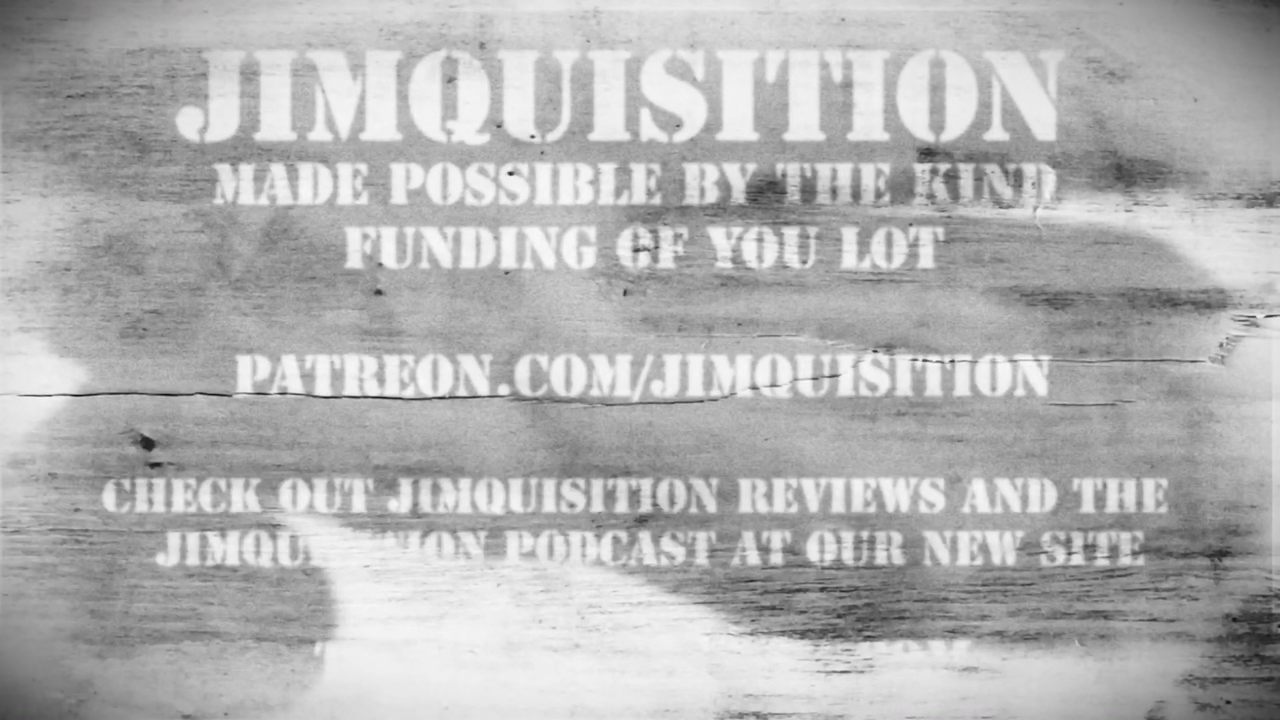 JIMQUISITION
MADE POSSIBLE BY THE KIND
FUNDING OF YOU LOT
PATREON.COM/JIMQUISITION
CHECK OUT JIMQUISITION REVIEWS AND THE
PODCAST AT OUR NEW SITE